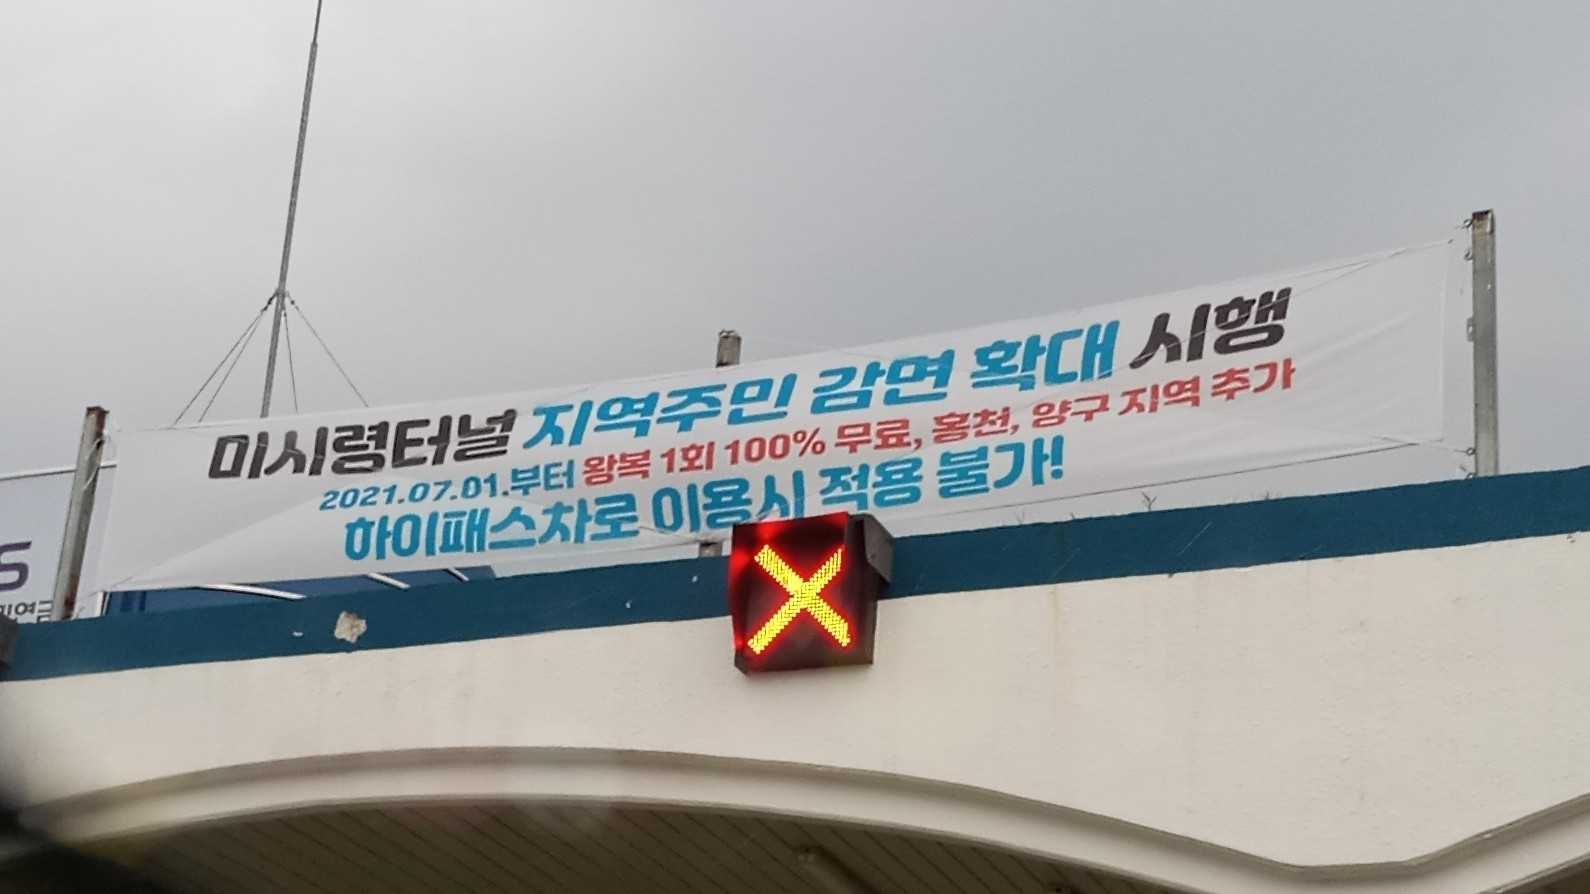 미시령터널 지역주민 감면 확대 시행
2021.07.01.부터 왕복 1회 100% 무료, 홍천, 양구 지역 추가
하이패스차로 이용시 적용 불가!